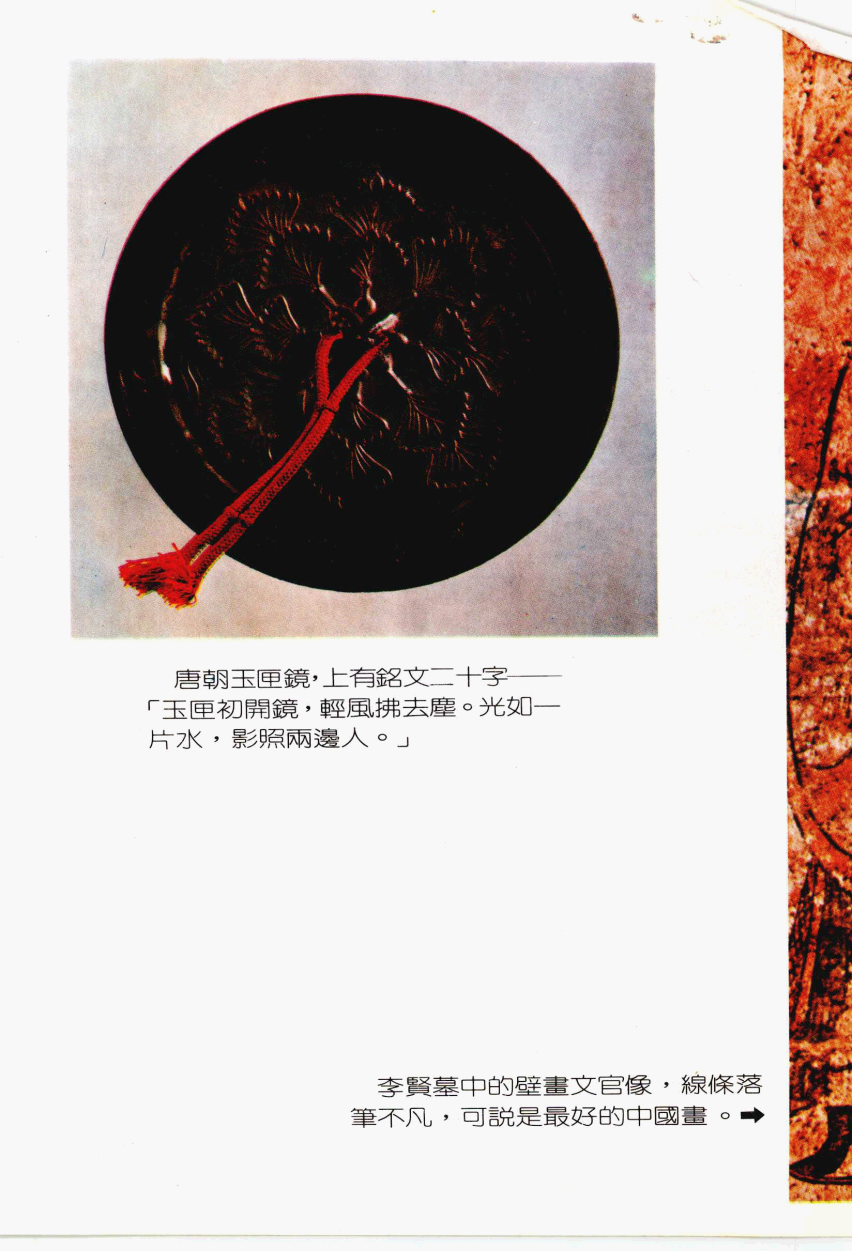 唐朝玉匣鏡，上有銘文二十字——
「玉匣初開鏡，輕風拂去塵。光如一
片水，影照兩邊人。」
李賢墓中的壁畫文官像，線條落
筆不凡，可説是最好的中國畫。➡